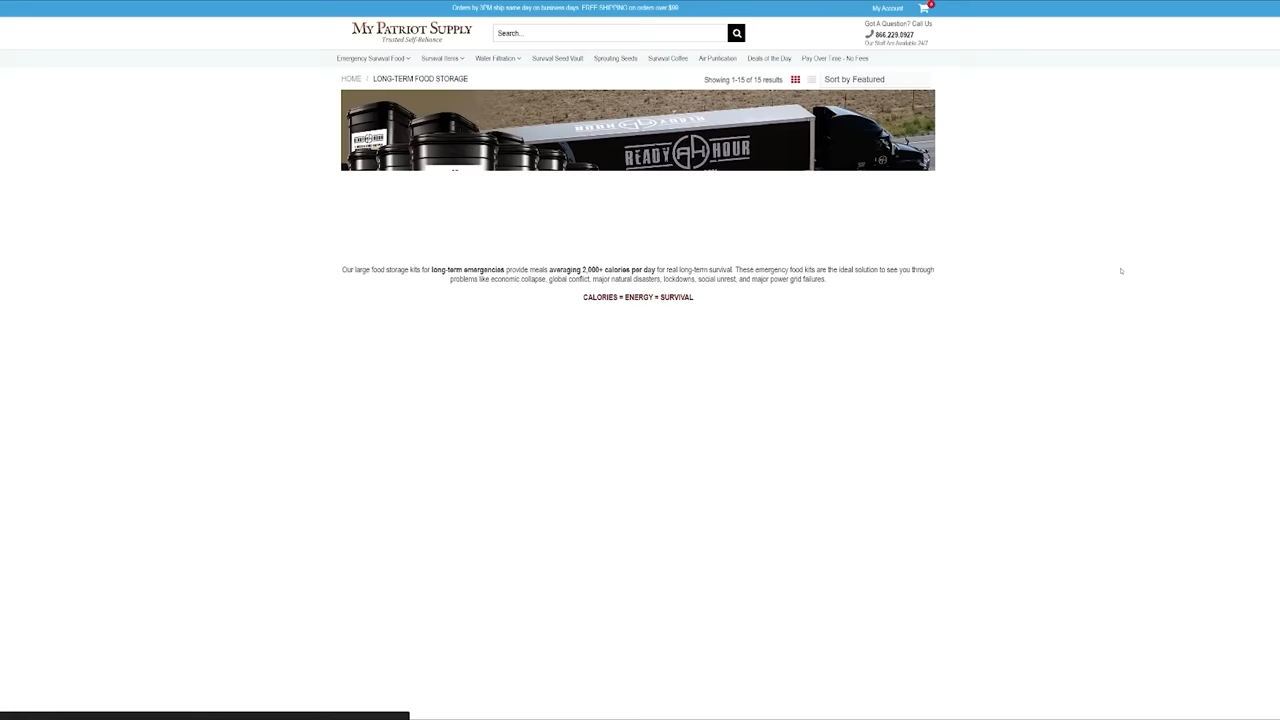 Orders by 3PM ship same day on business days. FREE SHIPPING on orders over $99
My Account
0
MY PATRIOT SUPPLY
Trusted Self-Reliance
Search...
Got A Question? Call Us
866.229.0927
Our Staff Are Available 24/7
Emergency Survival Food
Survival Items
Water Filtration
Survival Seed Vault
Sprouting Seeds
Survival Coffee
Air Purification
Deals of the Day
Pay Over Time - No Fees
HOME / LONG-TERM FOOD STORAGE
Showing 1-15 of 15 results
Sort by Featured
READY HOUR
READY AH HOUR
Our large food storage kits for long-term emergencies provide meals averaging 2,000+ calories per day for real long-term survival. These emergency food kits are the ideal solution to see you through
problems like economic collapse, global conflict, major natural disasters, lockdowns, social unrest, and major power grid failures.
CALORIES = ENERGY = SURVIVAL